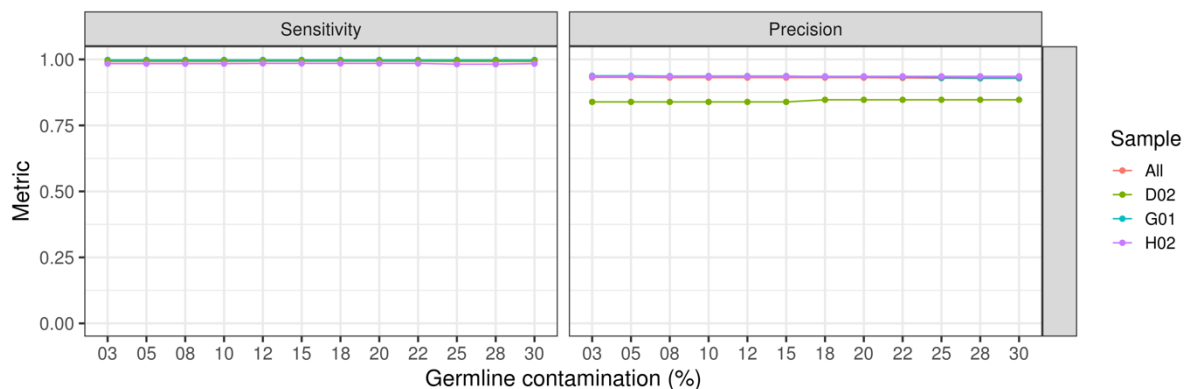 Sensitivity
Precision
Metric
1.00
0.75
0.50
0.25
0.00
03 05 08 10 12 15 18 20 22 25 28 30
03 05 08 10 12 15 18 20 22 25 28 30
Germline contamination (%)
Sample
All
D02
G01
H02